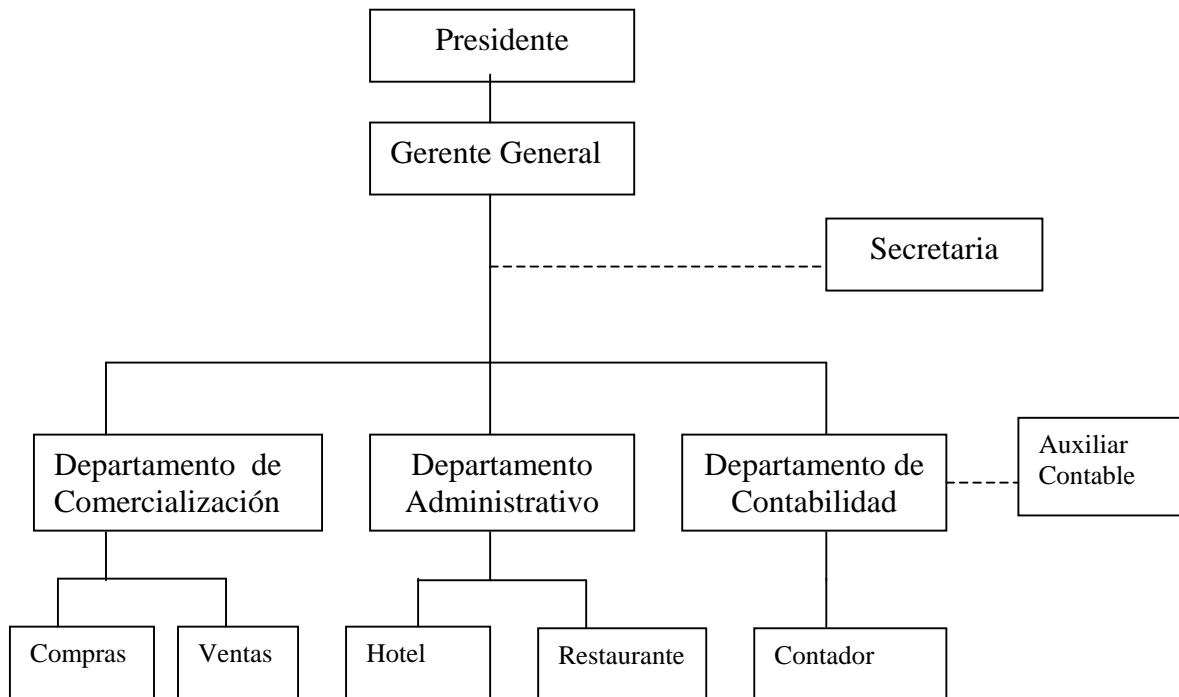 Presidente
Gerente General
Secretaria
Departamento de
Comercialización
Departamento
Administrativo
Departamento de
Contabilidad
Auxiliar
Contable
Compras
Ventas
Hotel
Restaurante
Contador